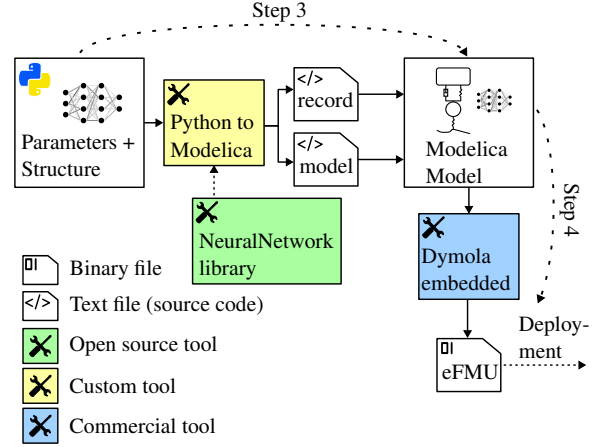 Step 3
Parameters +
Structure
Python to
Modelica
</>
record
</>
model
Modelica
Model
Step 4
NeuralNetwork
library
Dymola
embedded
Deploy-
ment
eFMU
Binary file
</>
Text file (source code)
Open source tool
Custom tool
Commercial tool